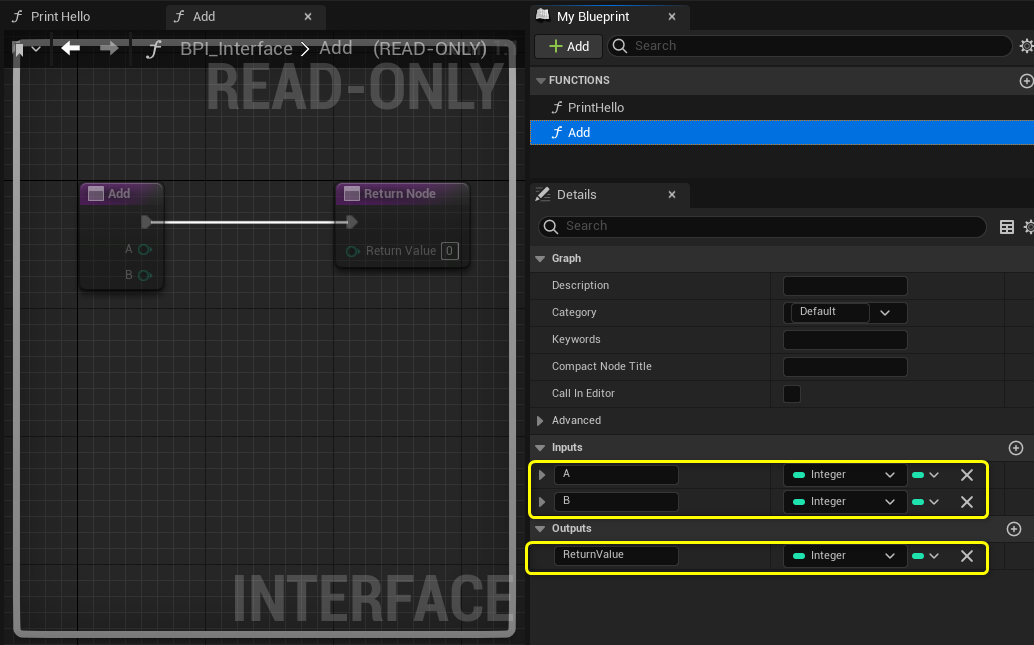 Print Hello
Add
BPI_Interface > Add (READ-ONLY)
READ-ONLY
Add
A
B
Return Node
Return Value 0
INTERFACE
My Blueprint
+ Add
Search
FUNCTIONS
PrintHello
Add
Details
Search
Graph
Description
Category Default
Keywords
Compact Node Title
Call In Editor
Advanced
Inputs
A Integer
B Integer
Outputs
ReturnValue Integer